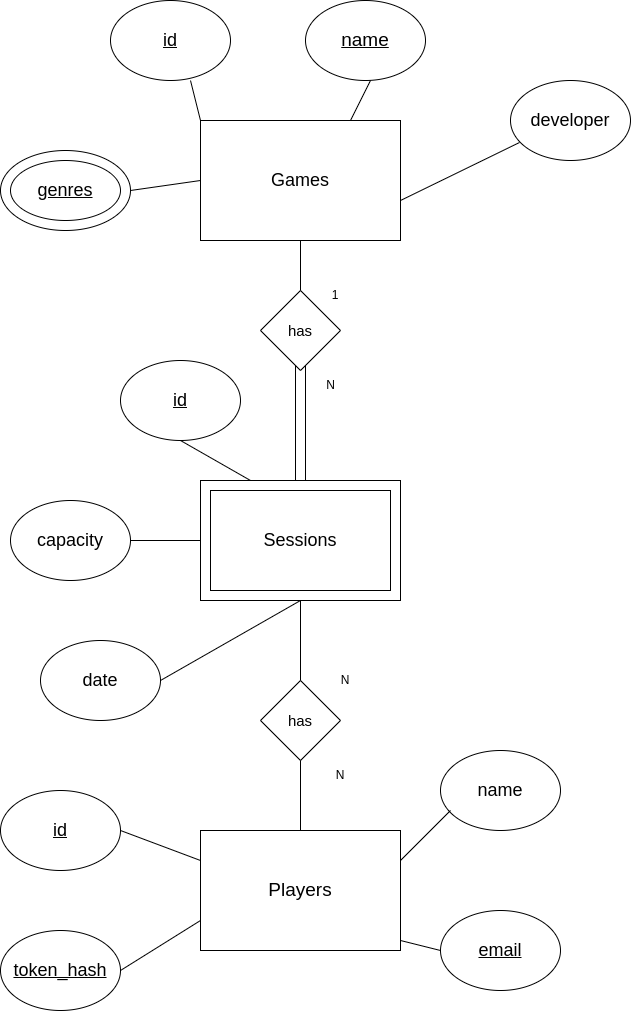 id
name
developer
Games
genres
1
has
N
id
Sessions
capacity
date
N
has
N
name
id
Players
email
token_hash